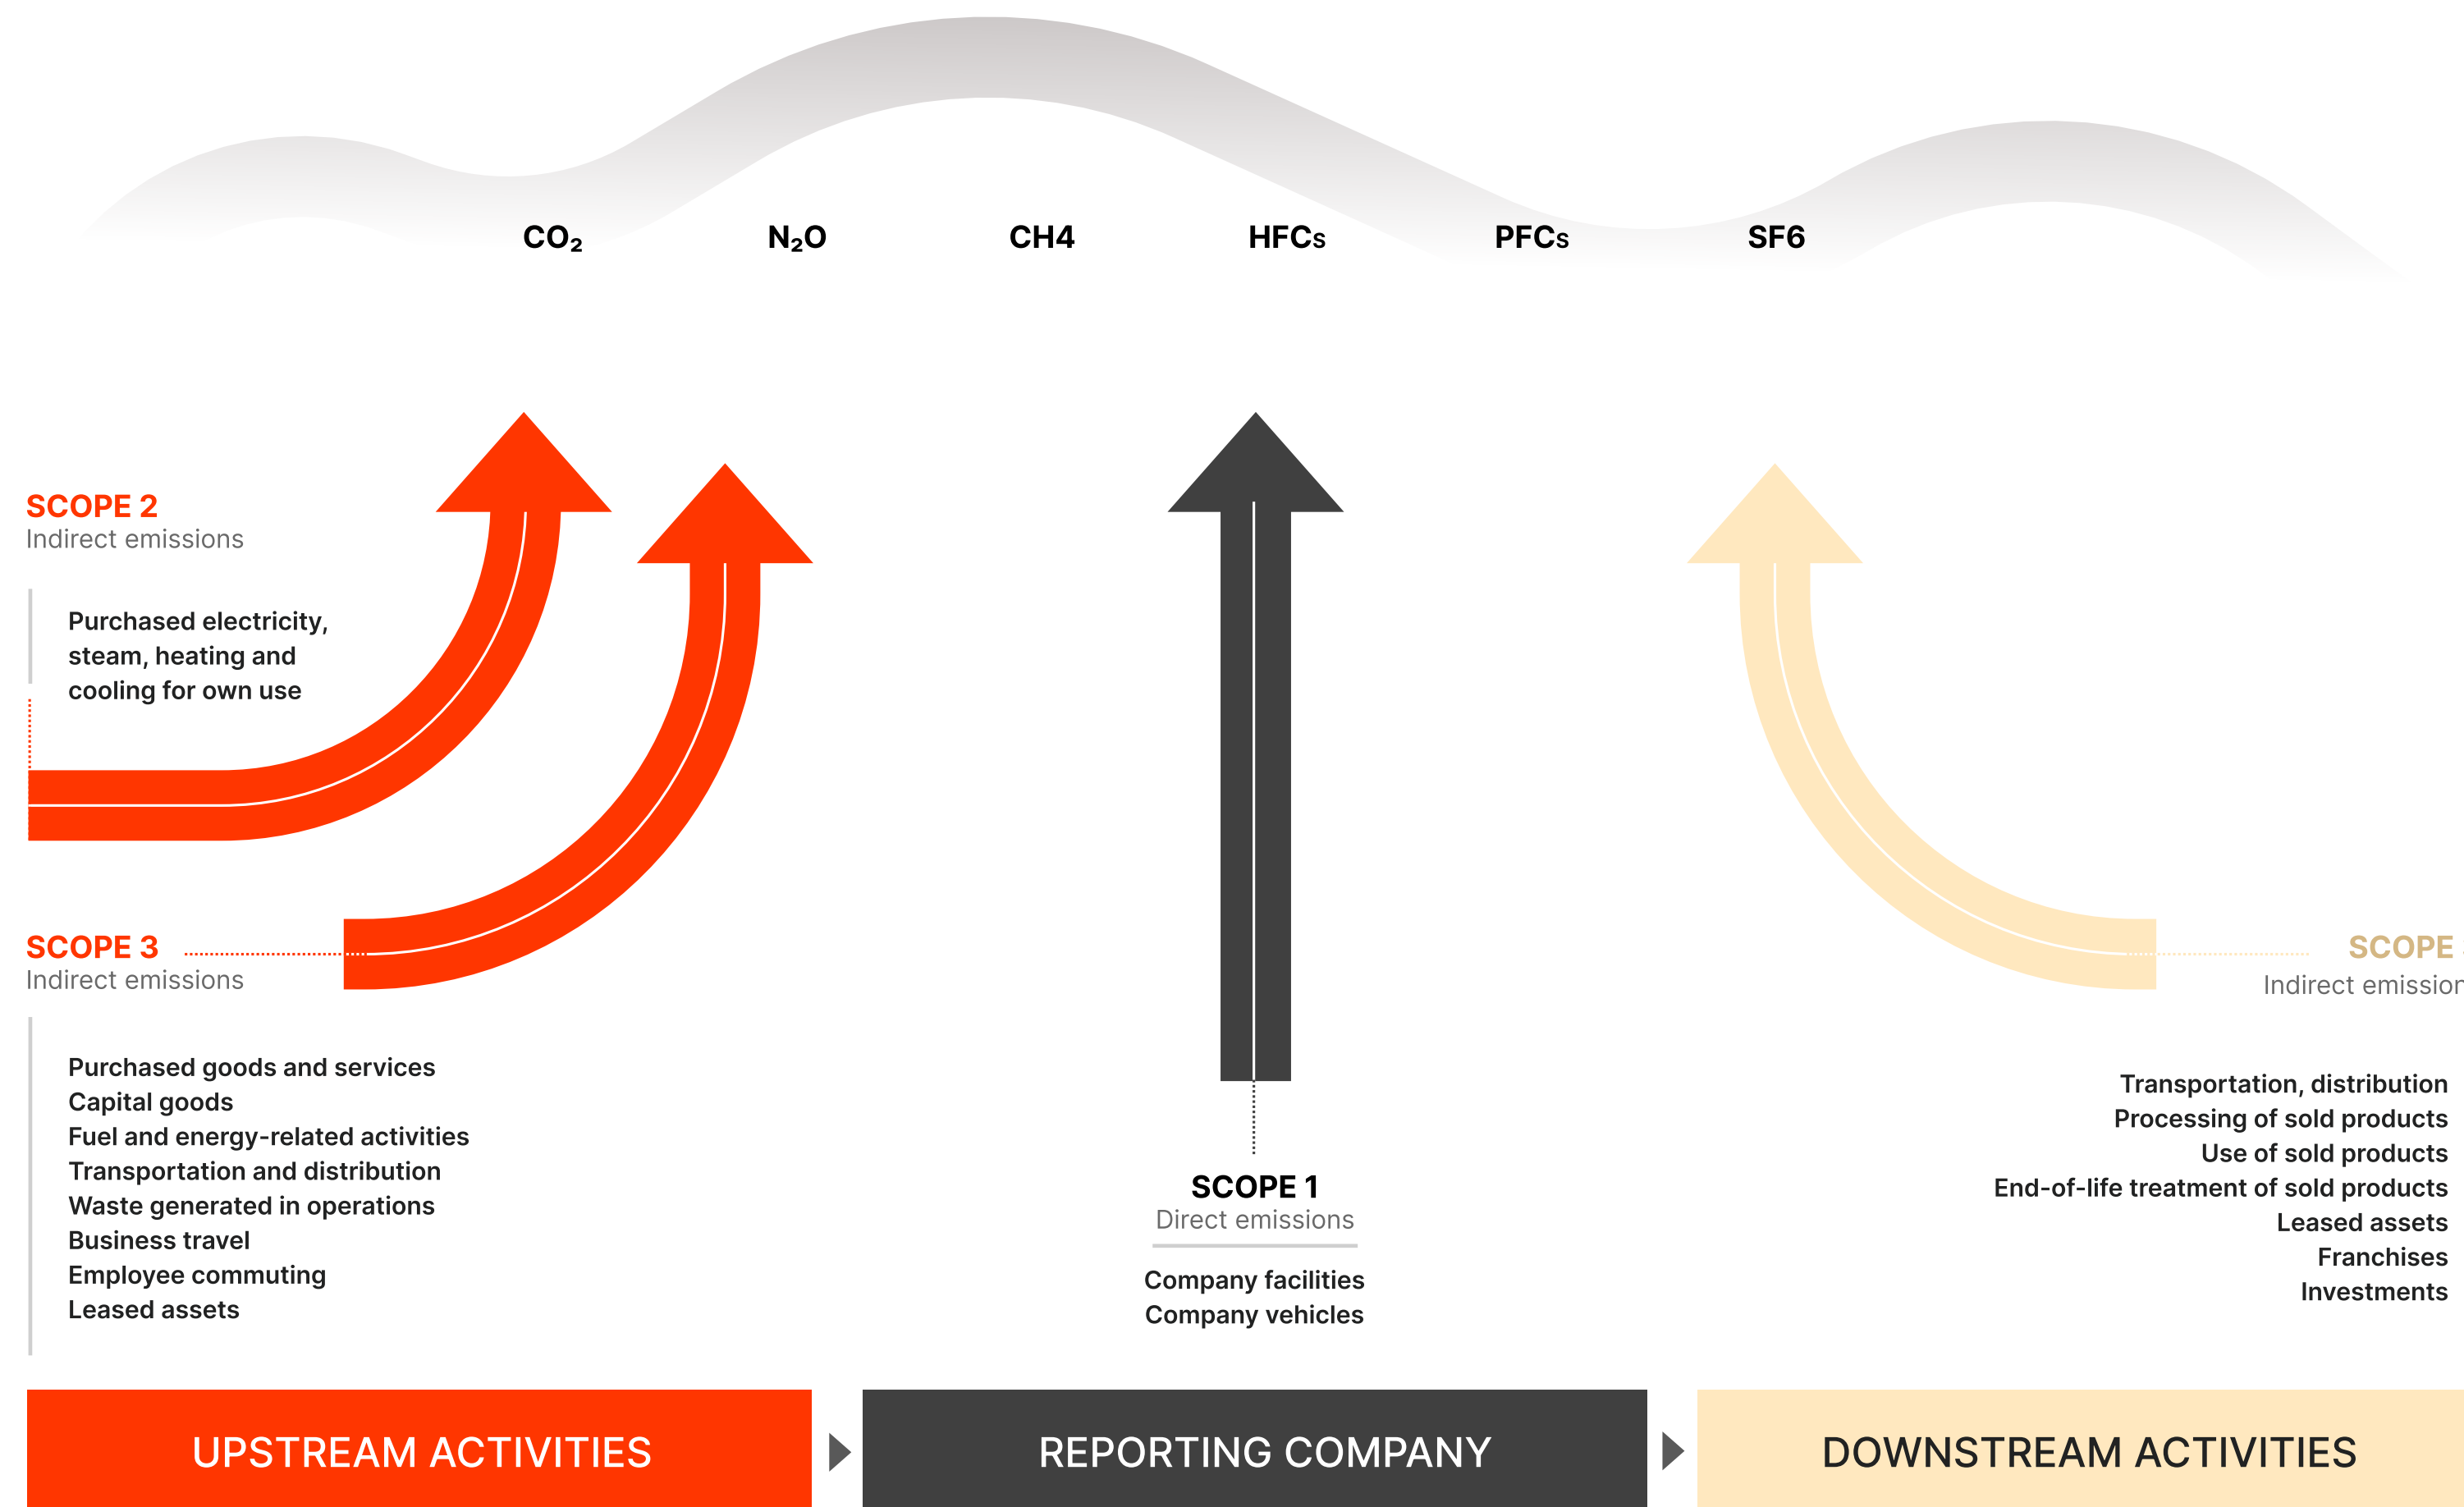 CO₂ N₂O CH4 HFCs PFCs SF6
SCOPE 2
Indirect emissions
Purchased electricity,
steam, heating and
cooling for own use
SCOPE 3
Indirect emissions
Purchased goods and services
Capital goods
Fuel and energy-related activities
Transportation and distribution
Waste generated in operations
Business travel
Employee commuting
Leased assets
SCOPE 1
Direct emissions
Company facilities
Company vehicles
SCOPE
Indirect emission
Transportation, distribution
Processing of sold products
Use of sold products
End-of-life treatment of sold products
Leased assets
Franchises
Investments
UPSTREAM ACTIVITIES
REPORTING COMPANY
DOWNSTREAM ACTIVITIES